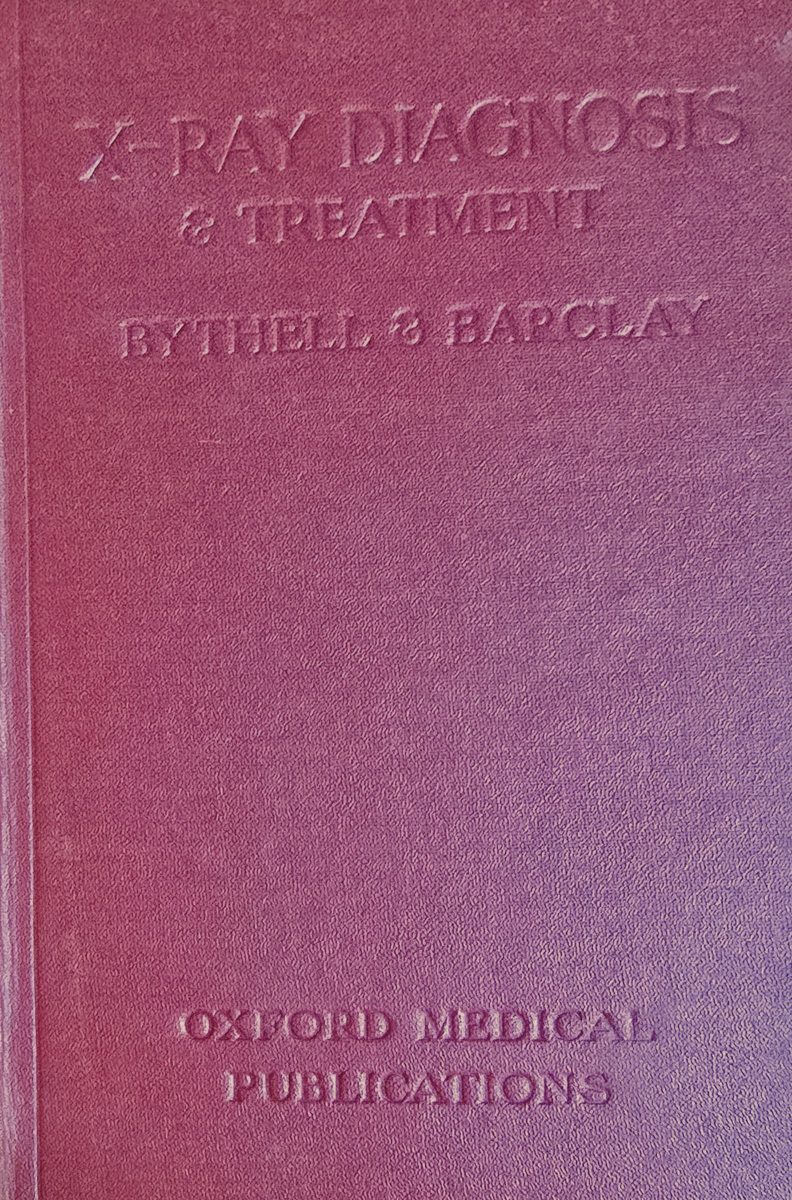 X-RAY DIAGNOSIS
& TREATMENT
BYTHELL & BARCLAY
OXFORD MEDICAL
PUBLICATIONS